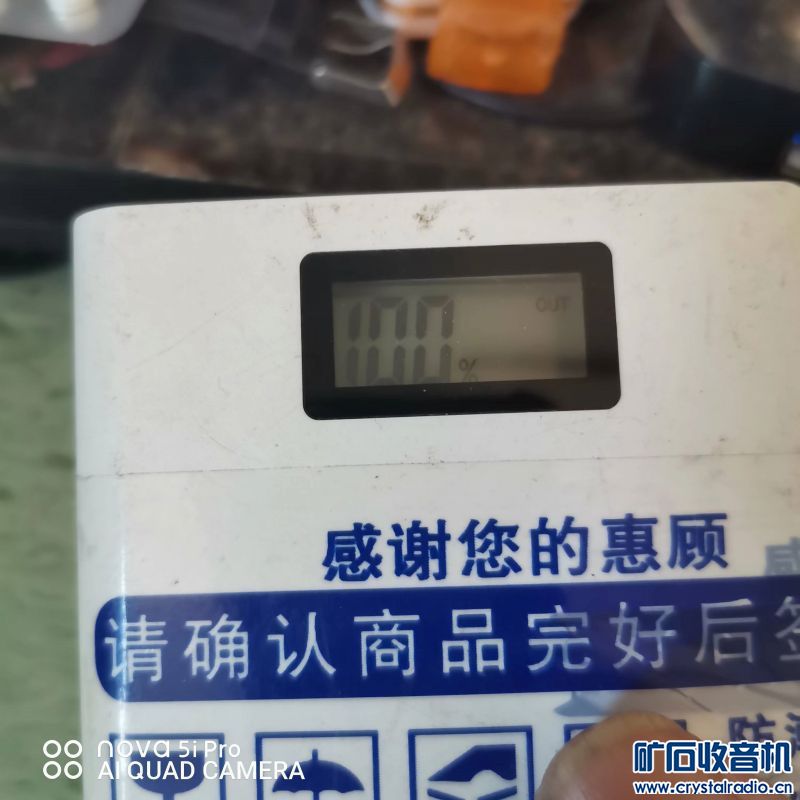 100%
OUT
感谢您的惠顾
请确认商品完好后签
防
nova 5i Pro
AI QUAD CAMERA
矿石收音机
www.crystalradio.cn